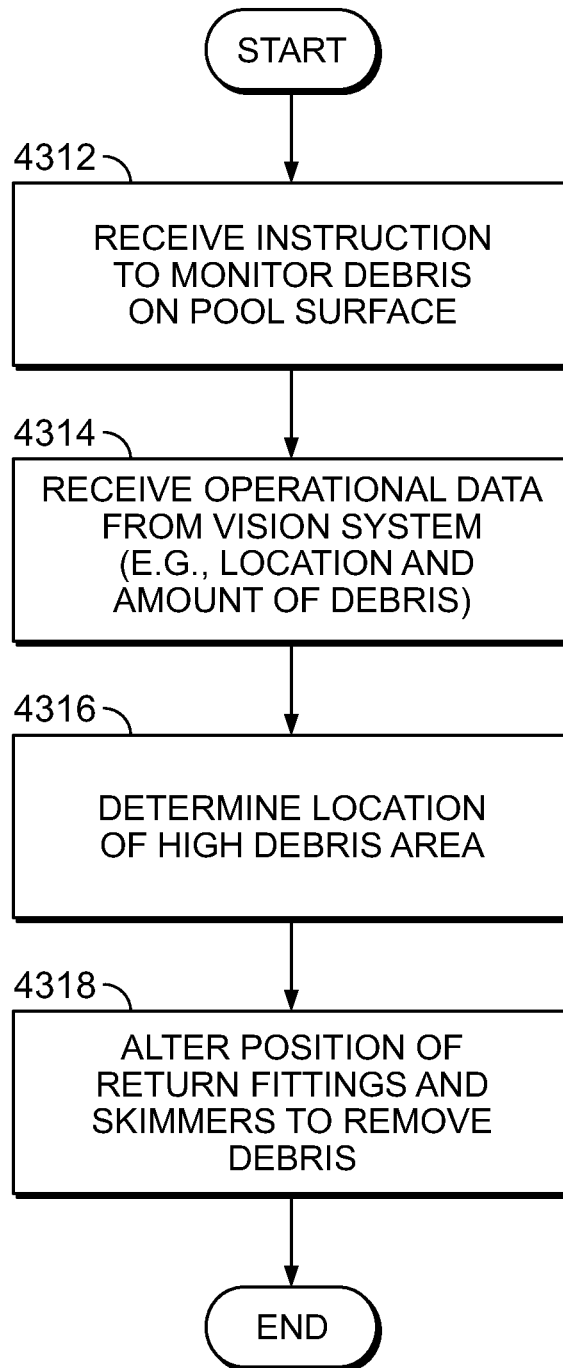 START
4312
RECEIVE INSTRUCTION
TO MONITOR DEBRIS
ON POOL SURFACE
4314
RECEIVE OPERATIONAL DATA
FROM VISION SYSTEM
(E.G., LOCATION AND
AMOUNT OF DEBRIS)
4316
DETERMINE LOCATION
OF HIGH DEBRIS AREA
4318
ALTER POSITION OF
RETURN FITTINGS AND
SKIMMERS TO REMOVE
DEBRIS
END